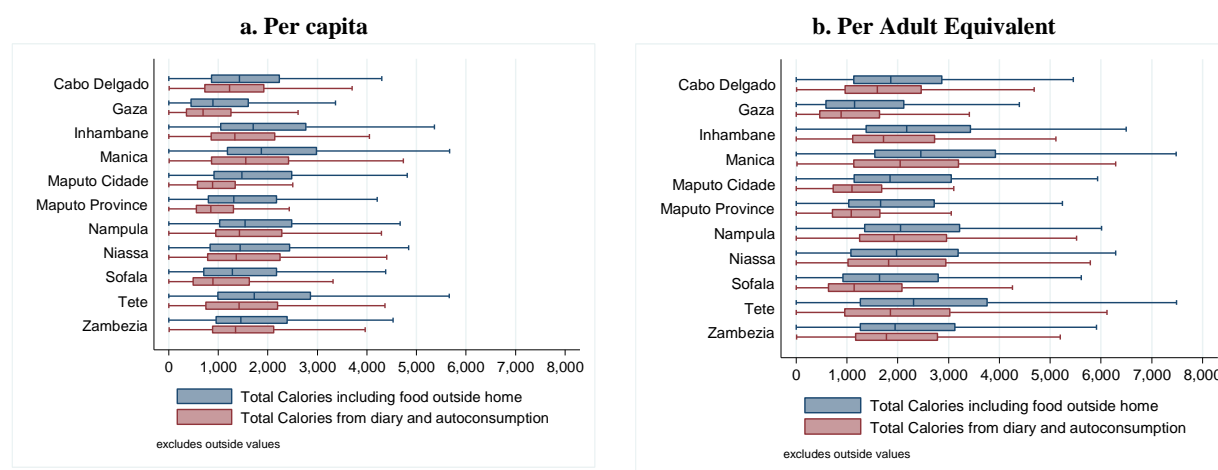 a. Per capita
Cabo Delgado
Gaza
Inhambane
Manica
Maputo Cidade
Maputo Province
Nampula
Niassa
Sofala
Tete
Zambezia
0 1,000 2,000 3,000 4,000 5,000 6,000 7,000 8,000
Total Calories including food outside home
Total Calories from diary and autoconsumption
excludes outside values
b. Per Adult Equivalent
Cabo Delgado
Gaza
Inhambane
Manica
Maputo Cidade
Maputo Province
Nampula
Niassa
Sofala
Tete
Zambezia
0 1,000 2,000 3,000 4,000 5,000 6,000 7,000 8,000
Total Calories including food outside home
Total Calories from diary and autoconsumption
excludes outside values